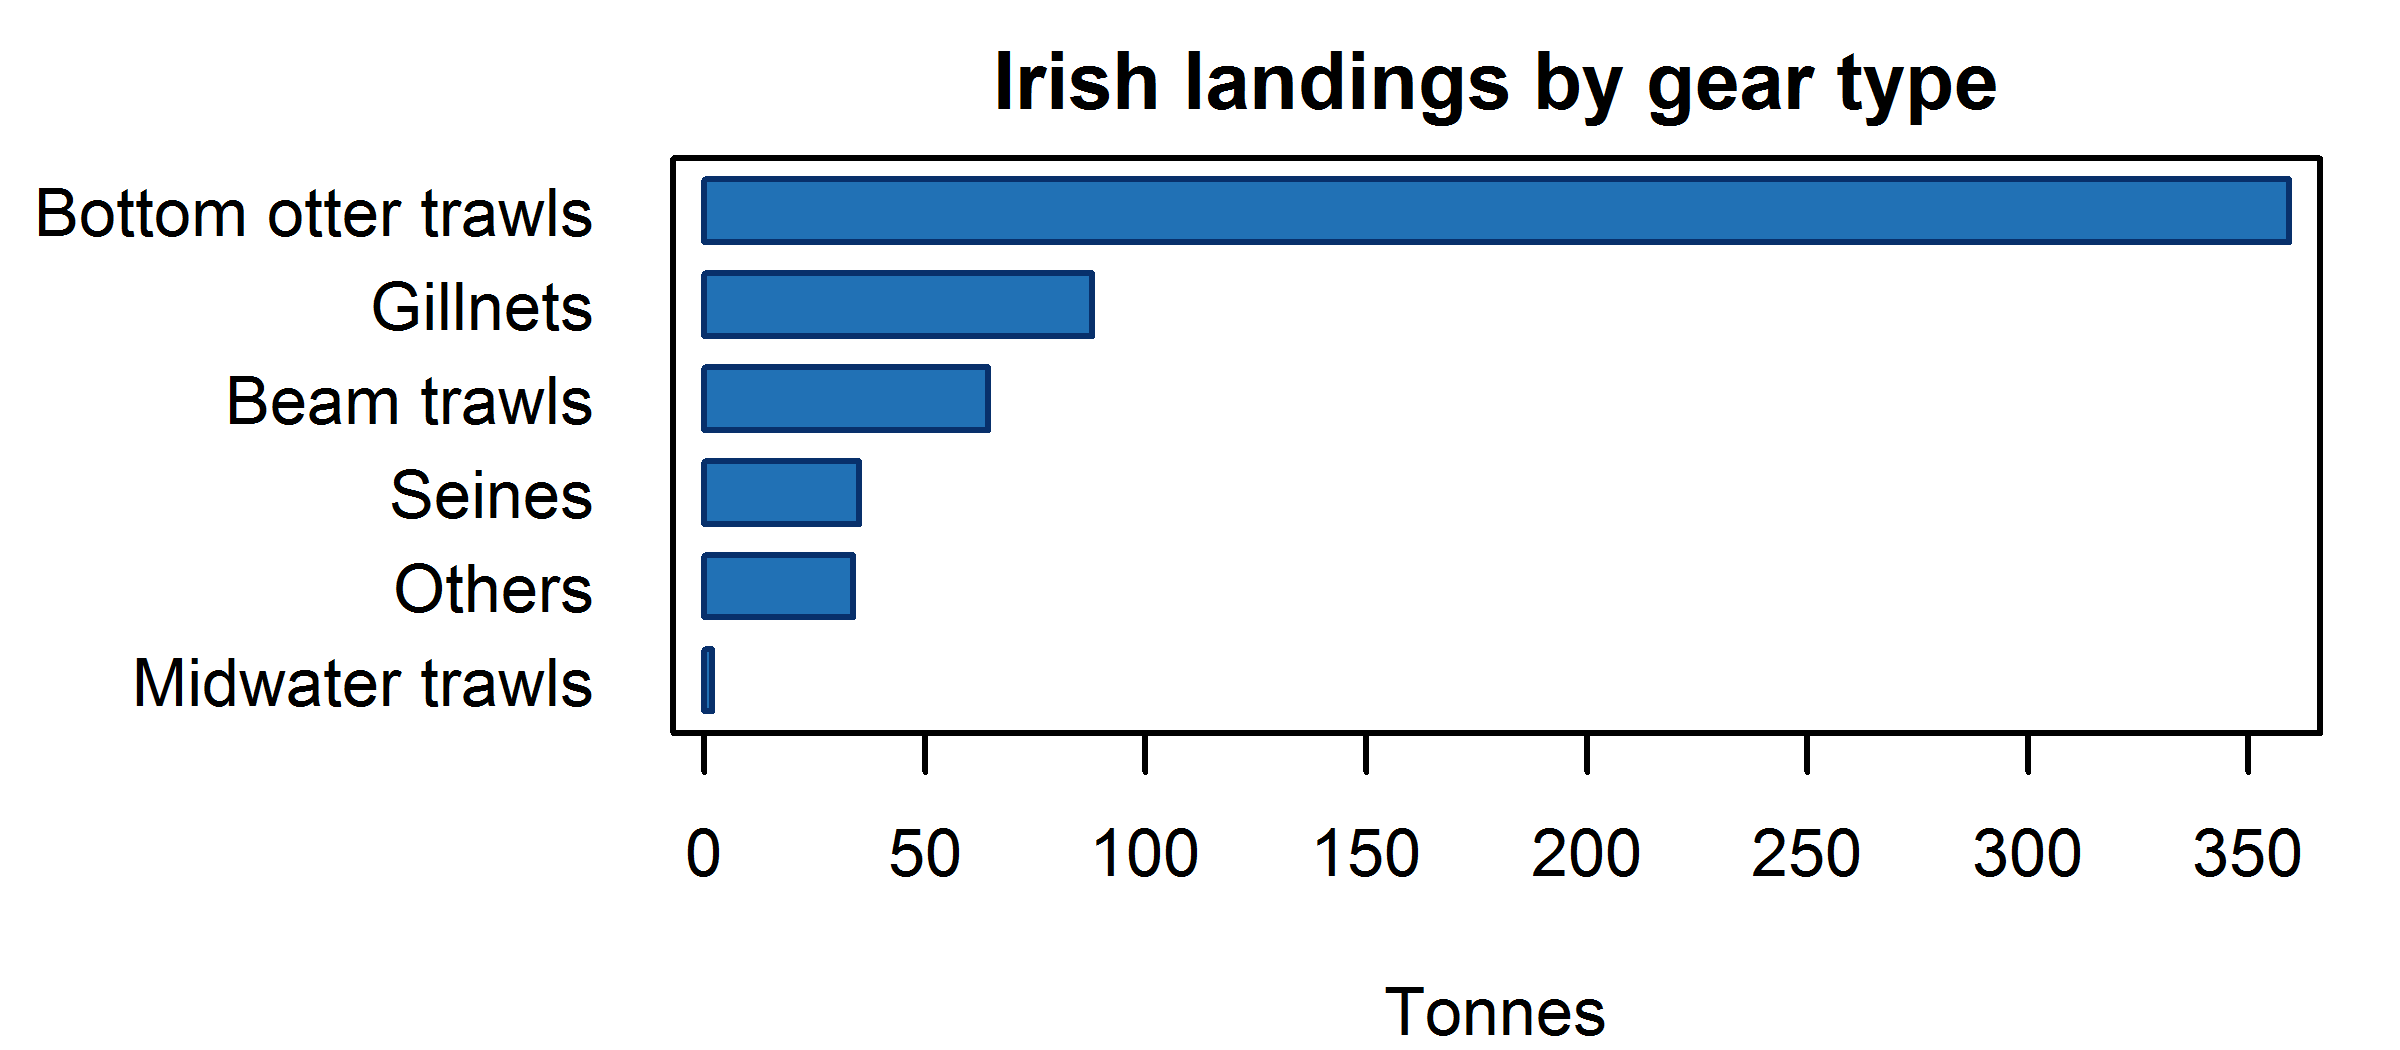 Irish landings by gear type
Bottom otter trawls
Gillnets
Beam trawls
Seines
Others
Midwater trawls
0 50 100 150 200 250 300 350
Tonnes